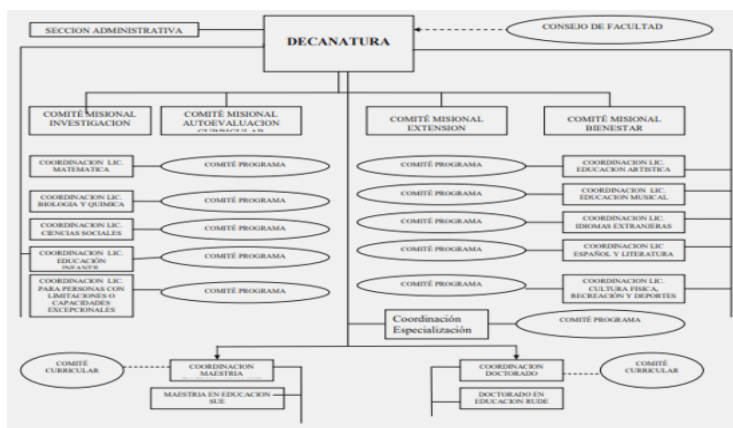 SECCION ADMINISTRATIVA
DECANATURA
CONSEJO DE FACULTAD
COMITÉ MISIONAL
INVESTIGACION
COMITÉ MISIONAL
AUTOEVALUACION
COMITÉ MISIONAL
EXTENSION
COMITÉ MISIONAL
BIENESTAR
COORDINACION LIC.
MATEMATICA
COMITÉ PROGRAMA
COMITÉ PROGRAMA
COORDINACION LIC.
EDUCACION ARTISTICA
COORDINACION LIC.
BIOLOGIA Y QUIMICA
COMITÉ PROGRAMA
COMITÉ PROGRAMA
COORDINACION LIC.
EDUCACION MUSICAL
COORDINACION LIC.
CIENCIAS SOCIALES
COMITÉ PROGRAMA
COMITÉ PROGRAMA
COORDINACION LIC.
IDIOMAS EXTRANJERAS
COORDINACION LIC.
EDUCACIÓN
COMITÉ PROGRAMA
COMITÉ PROGRAMA
COORDINACION LIC
ESPAÑOL Y LITERATURA
COORDINACION LIC.
PARA PERSONAS CON
LIMITACIONES O
CAPACIDADES
EXCEPCIONALES
COMITÉ PROGRAMA
COMITÉ PROGRAMA
COORDINACION LIC.
CULTURA FISICA,
RECREACIÓN Y DEPORTES
Coordinación
Especialización
COMITÉ PROGRAMA
COMITÉ
CURRICULAR
COORDINACION
MAESTRIA
COORDINACION
DOCTORADO
COMITÉ
CURRICULAR
MAESTRIA EN EDUCACION
SUE
DOCTORADO EN
EDUCACION RUDE